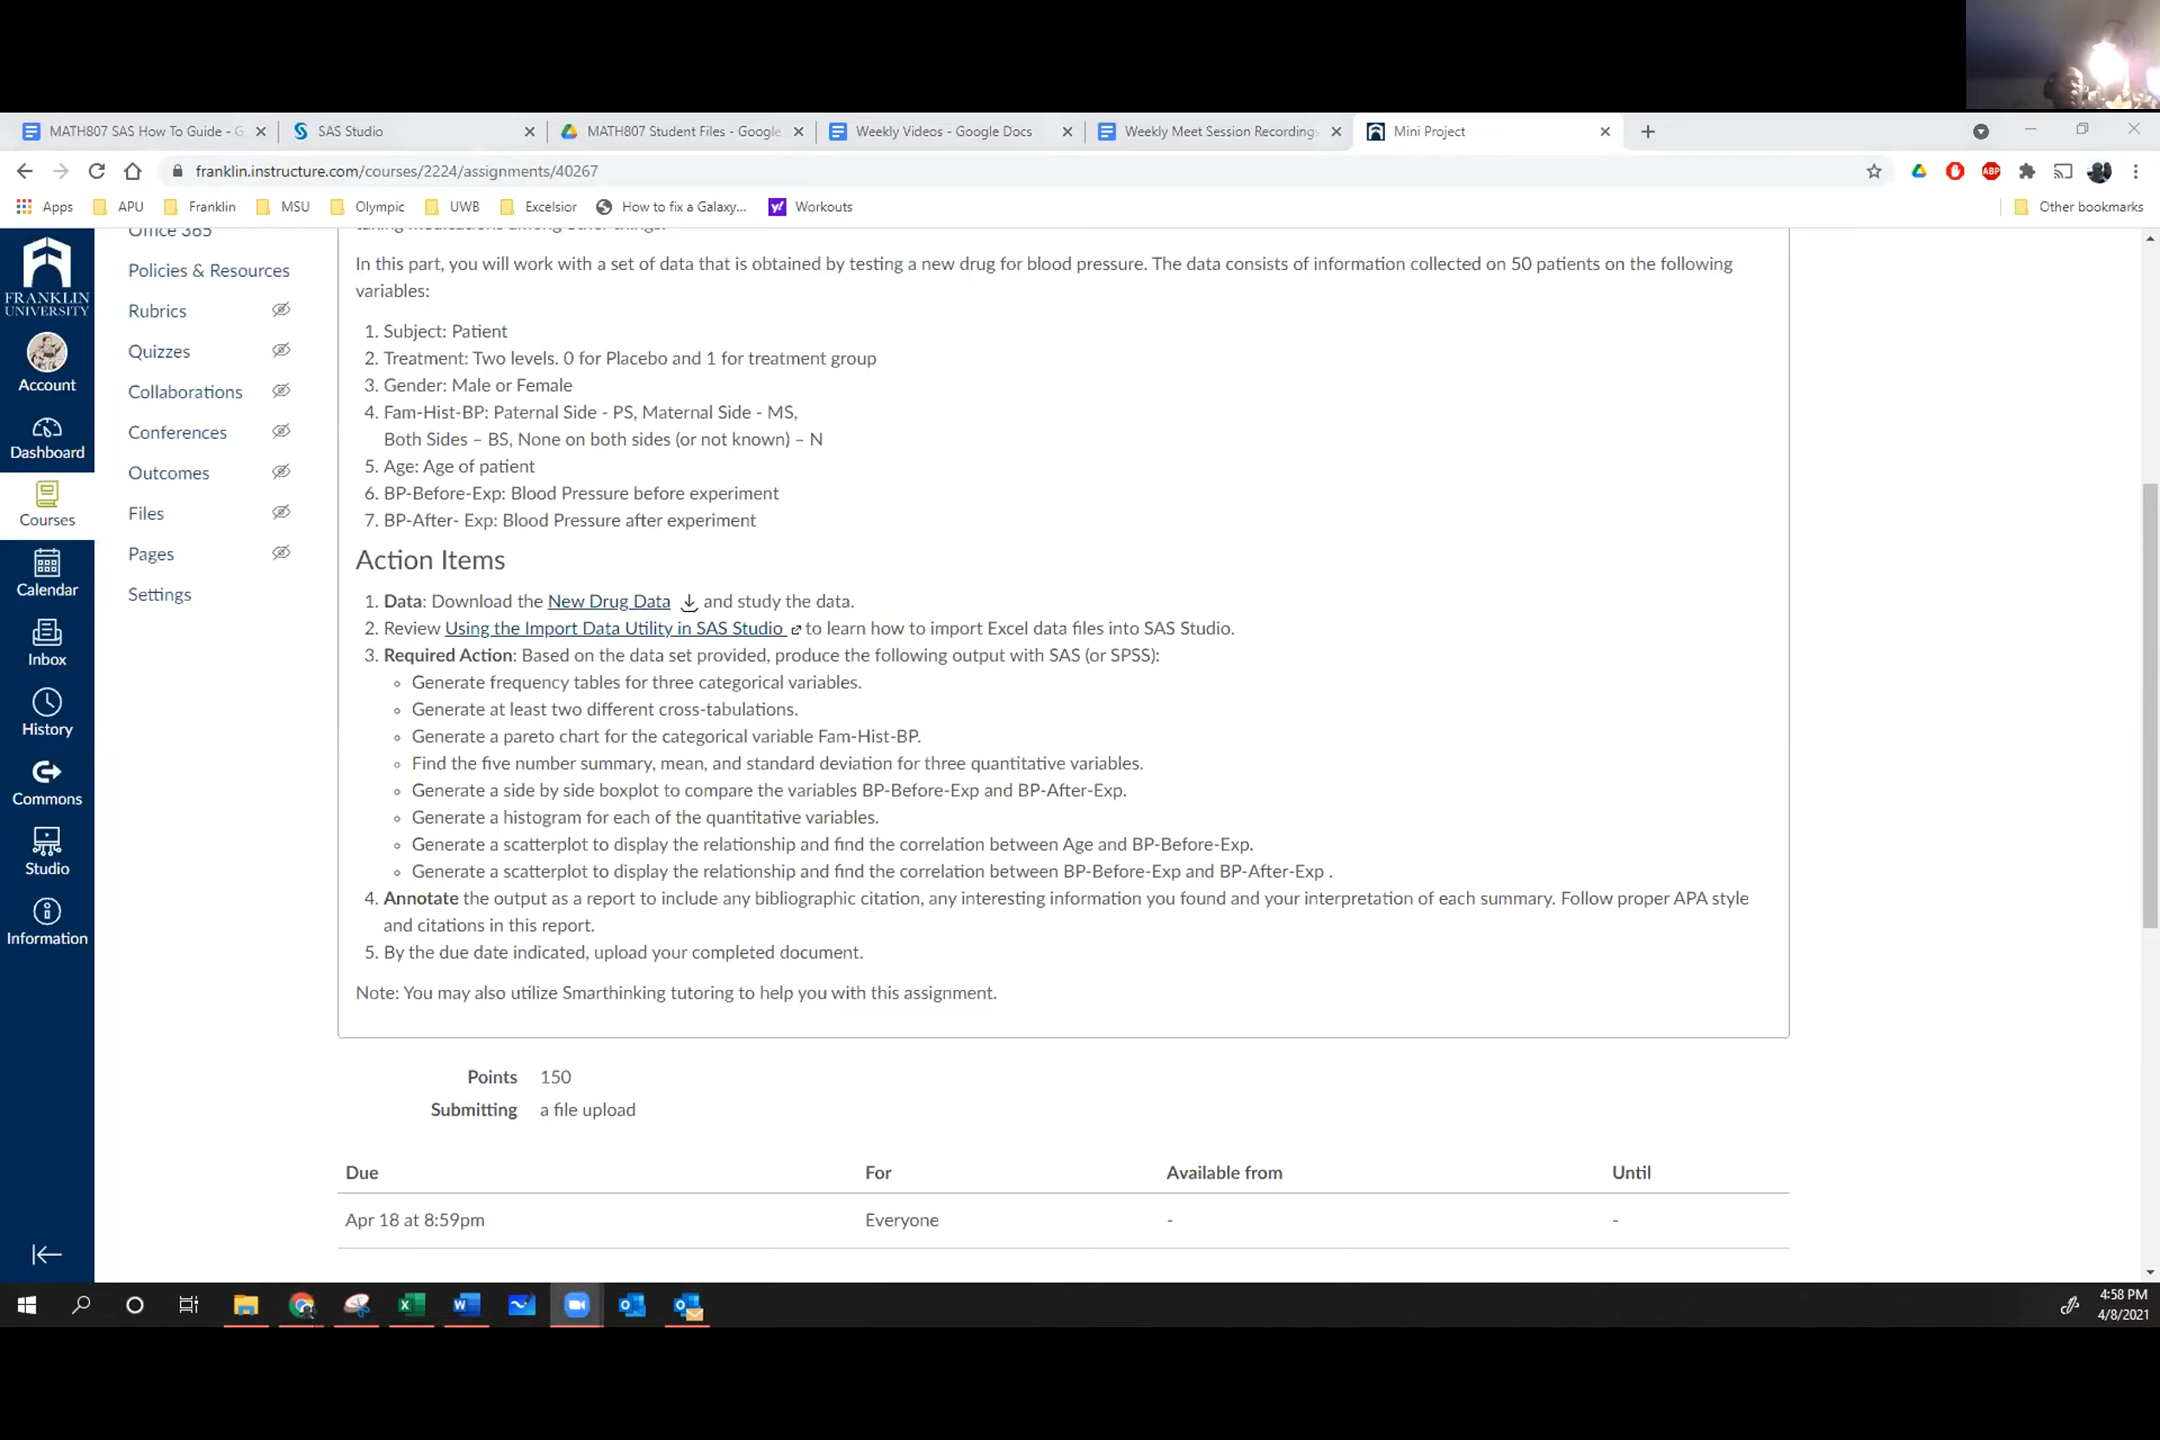 MATH807 SAS How To Guide - G
SAS Studio
MATH807 Student Files - Google
Weekly Videos - Google Docs
Weekly Meet Session Recordings
Mini Project
franklin.instructure.com/courses/2224/assignments/40267
ABP
Apps
APU
Franklin
MSU
Olympic
UWB
Excelsior
How to fix a Galaxy...
Workouts
Other bookmarks
FRANKLIN
UNIVERSITY
Account
Dashboard
Courses
Calendar
Inbox
History
Commons
Studio
Information
Office 365
Policies & Resources
Rubrics
Quizzes
Collaborations
Conferences
Outcomes
Files
Pages
Settings
taking medications among other things.
In this part, you will work with a set of data that is obtained by testing a new drug for blood pressure. The data consists of information collected on 50 patients on the following
variables:
1. Subject: Patient
2. Treatment: Two levels. 0 for Placebo and 1 for treatment group
3. Gender: Male or Female
4. Fam-Hist-BP: Paternal Side - PS, Maternal Side - MS,
Both Sides – BS, None on both sides (or not known) – N
5. Age: Age of patient
6. BP-Before-Exp: Blood Pressure before experiment
7. BP-After- Exp: Blood Pressure after experiment
Action Items
1. Data: Download the New Drug Data and study the data.
2. Review Using the Import Data Utility in SAS Studio to learn how to import Excel data files into SAS Studio.
3. Required Action: Based on the data set provided, produce the following output with SAS (or SPSS):
◦ Generate frequency tables for three categorical variables.
◦ Generate at least two different cross-tabulations.
◦ Generate a pareto chart for the categorical variable Fam-Hist-BP.
◦ Find the five number summary, mean, and standard deviation for three quantitative variables.
◦ Generate a side by side boxplot to compare the variables BP-Before-Exp and BP-After-Exp.
◦ Generate a histogram for each of the quantitative variables.
◦ Generate a scatterplot to display the relationship and find the correlation between Age and BP-Before-Exp.
◦ Generate a scatterplot to display the relationship and find the correlation between BP-Before-Exp and BP-After-Exp .
4. Annotate the output as a report to include any bibliographic citation, any interesting information you found and your interpretation of each summary. Follow proper APA style
and citations in this report.
5. By the due date indicated, upload your completed document.
Note: You may also utilize Smarthinking tutoring to help you with this assignment.
Points 150
Submitting a file upload
Due For Available from Until
Apr 18 at 8:59pm Everyone - -
4:58 PM
4/8/2021